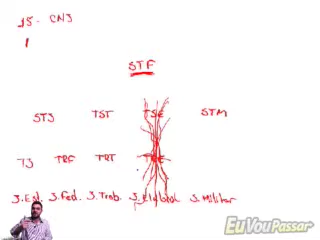 15. CNJ
STF
STJ TST TSE STM
TJ TRF TRT TRE
J.Est. J.Fed. J.Trab. J.Eleitoral J.Militar
EuVouPassar